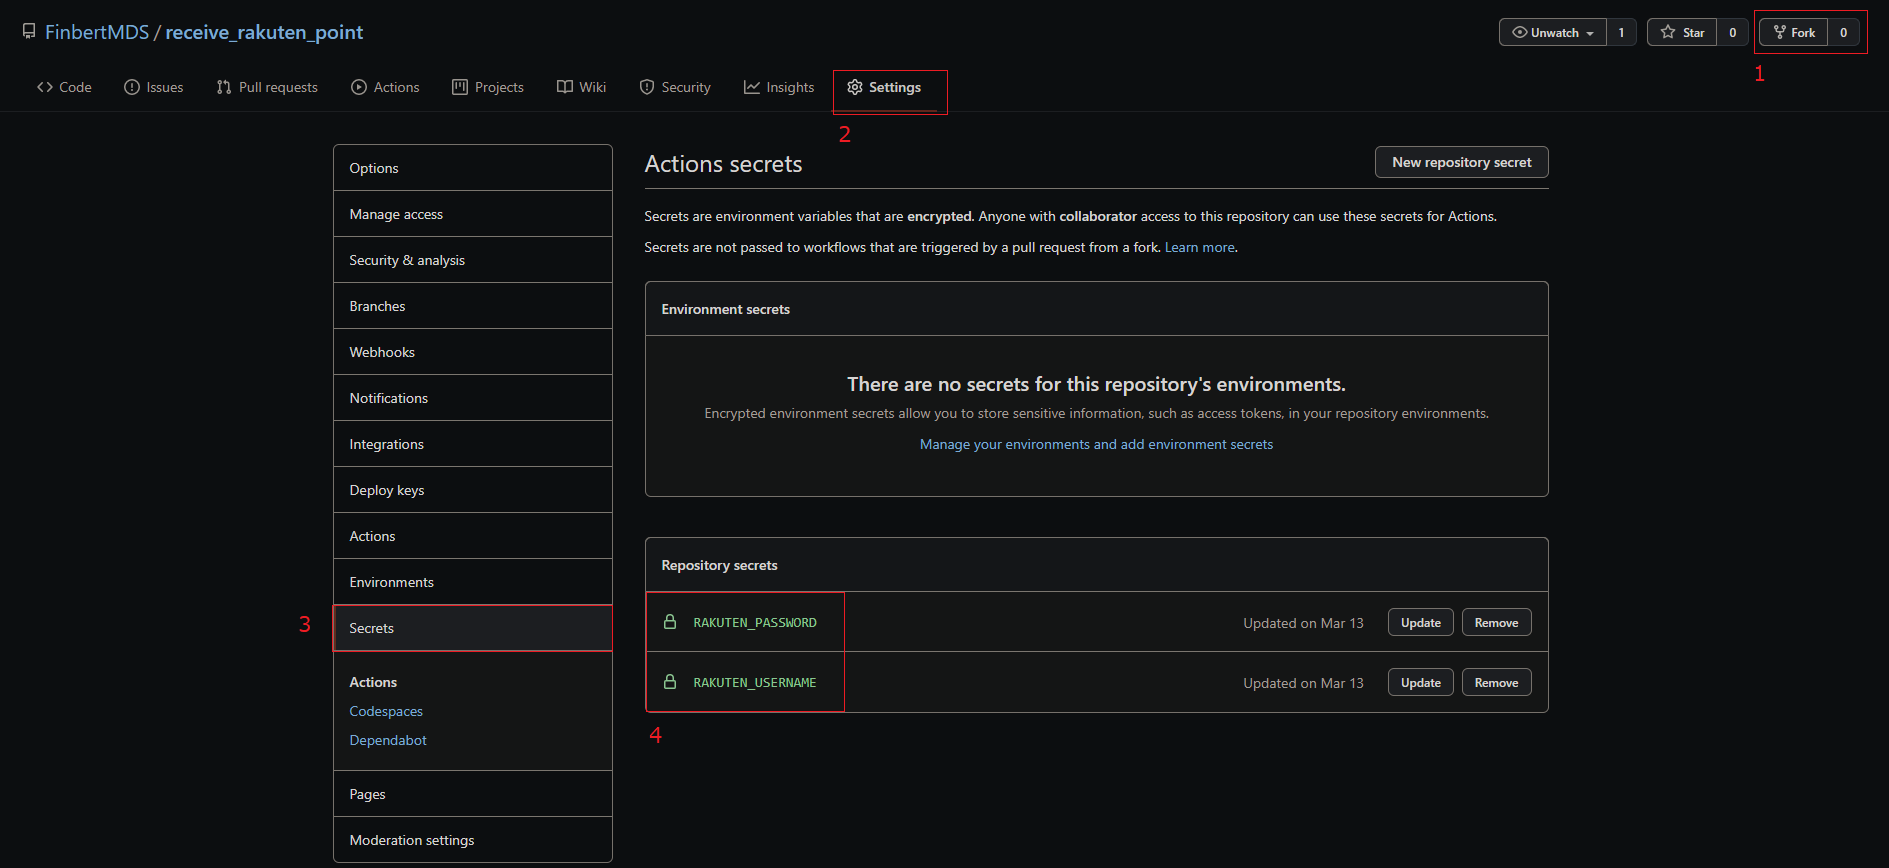 FinbertMDS / receive_rakuten_point
Unwatch 1 Star 0 Fork 0
1
Code Issues Pull requests Actions Projects Wiki Security Insights Settings
2
Options
Manage access
Security & analysis
Branches
Webhooks
Notifications
Integrations
Deploy keys
Actions
Environments
3
Secrets
Actions
Codespaces
Dependabot
Pages
Moderation settings
Actions secrets
New repository secret
Secrets are environment variables that are encrypted. Anyone with collaborator access to this repository can use these secrets for Actions.
Secrets are not passed to workflows that are triggered by a pull request from a fork. Learn more.
Environment secrets
There are no secrets for this repository's environments.
Encrypted environment secrets allow you to store sensitive information, such as access tokens, in your repository environments.
Manage your environments and add environment secrets
Repository secrets
RAKUTEN_PASSWORD Updated on Mar 13 Update Remove
RAKUTEN_USERNAME Updated on Mar 13 Update Remove
4